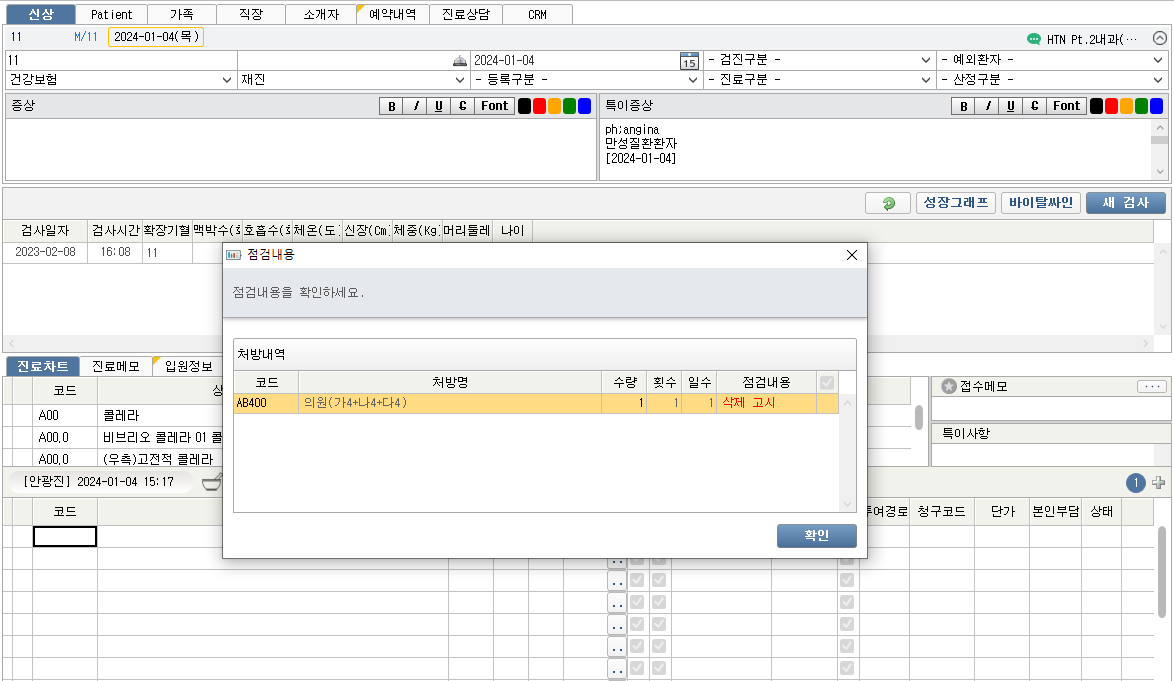 신상 Patient 가족 직장 소개자 예약내역 진료상담 CRM
11 M/11 2024-01-04(목) HTN Pt.2내과(…
11 2024-01-04 15 - 검진구분 - - 예외환자 -
건강보험 재진 - 등록구분 - - 진료구분 - - 산정구분 -
증상 B I U C Font 특이증상 B I U C Font
ph;angina
만성질환환자
[2024-01-04]
성장그래프 바이탈싸인 새 검사
검사일자 검사시간 확장기혈 맥박수( 호흡수( 체온(도 신장(Cm 체중(Kg 머리둘레 나이
2023-02-08 16:08 11
점검내용
점검내용을 확인하세요.
처방내역
코드 처방명 수량 횟수 일수 점검내용
AB400 의원(가4+나4+다4) 1 1 1 삭제 고시
확인
진료차트 진료메모 입원정보
코드 상
A00 콜레라
A00,0 비브리오 콜레라 01 콜
A00,0 (우측)고전적 콜레라
접수메모 ...
특이사항
[안광진] 2024-01-04 15:17 1
코드 투여경로 청구코드 단가 본인부담 상태
..
..
..
..
..
..